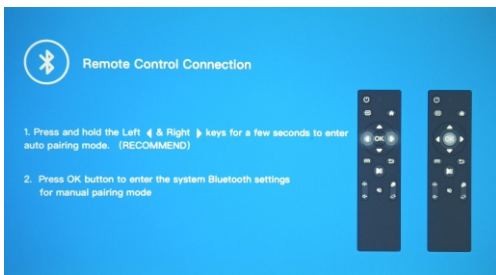 Remote Control Connection
1. Press and hold the Left & Right keys for a few seconds to enter
auto pairing mode. (RECOMMEND)
2. Press OK button to enter the system Bluetooth settings
for manual pairing mode
OK
OK